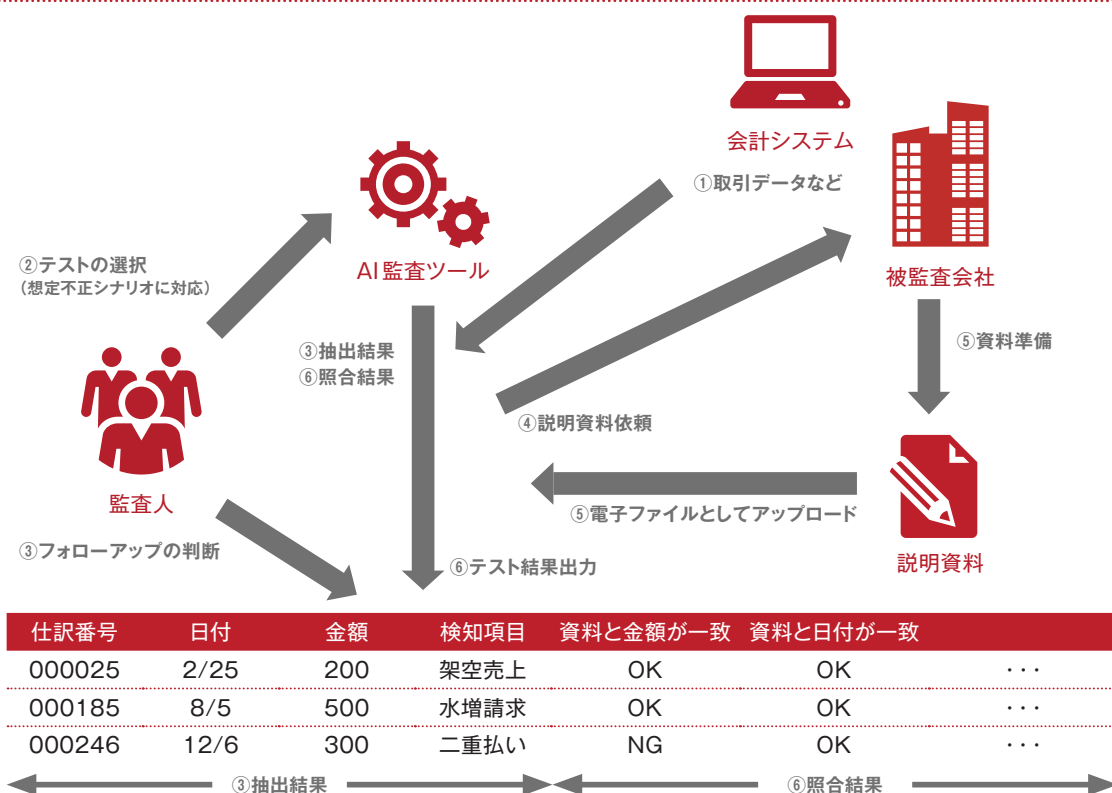 会計システム
①取引データなど
AI監査ツール
被監査会社
②テストの選択
（想定不正シナリオに対応）
③抽出結果
⑥照合結果
⑤資料準備
④説明資料依頼
監査人
⑤電子ファイルとしてアップロード
③フォローアップの判断
⑥テスト結果出力
説明資料
仕訳番号 日付 金額 検知項目 資料と金額が一致 資料と日付が一致
000025 2/25 200 架空売上 OK OK ・・・
000185 8/5 500 水増請求 OK OK ・・・
000246 12/6 300 二重払い NG OK ・・・
③抽出結果 ⑥照合結果